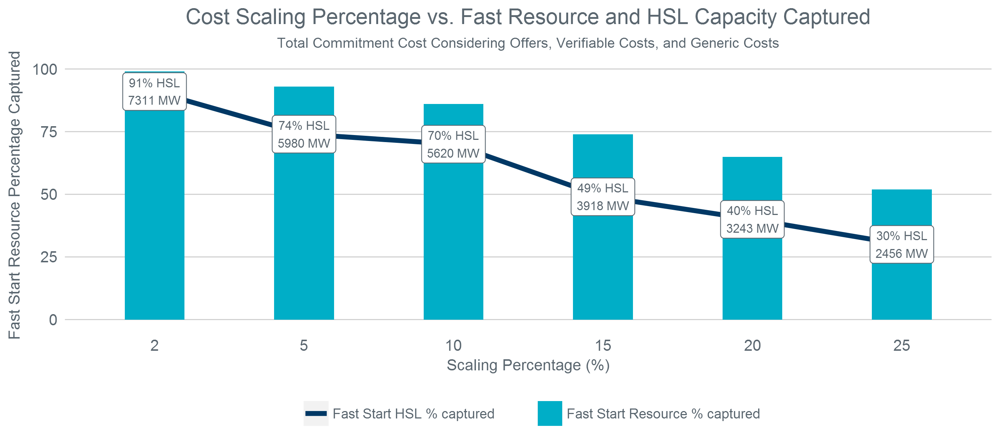 Cost Scaling Percentage vs. Fast Resource and HSL Capacity Captured
Total Commitment Cost Considering Offers, Verifiable Costs, and Generic Costs
Fast Start Resource Percentage Captured
100
75
50
25
0
91% HSL
7311 MW
74% HSL
5980 MW
70% HSL
5620 MW
49% HSL
3918 MW
40% HSL
3243 MW
30% HSL
2456 MW
2
5
10
15
20
25
Scaling Percentage (%)
Fast Start HSL % captured
Fast Start Resource % captured